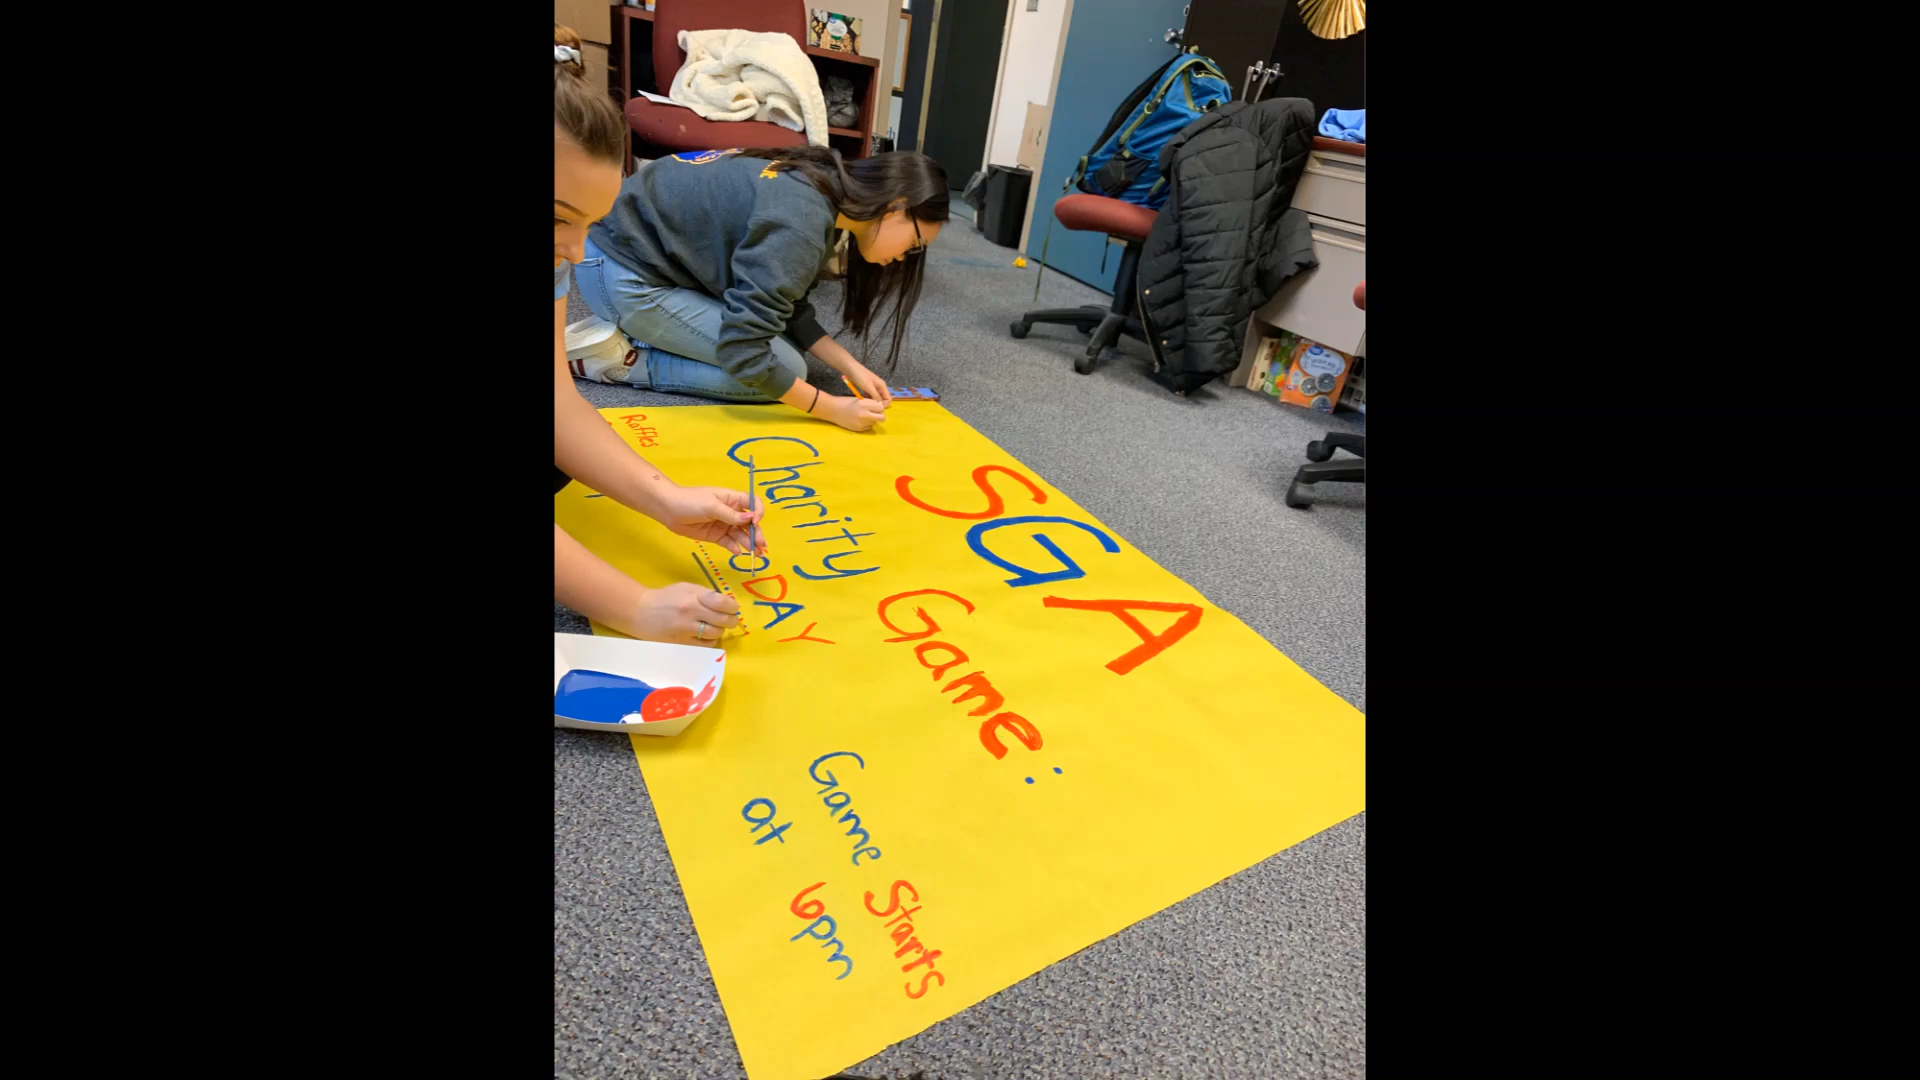 SGA
Charity Game:
TODAY
Raffles
Game Starts
at 6pm